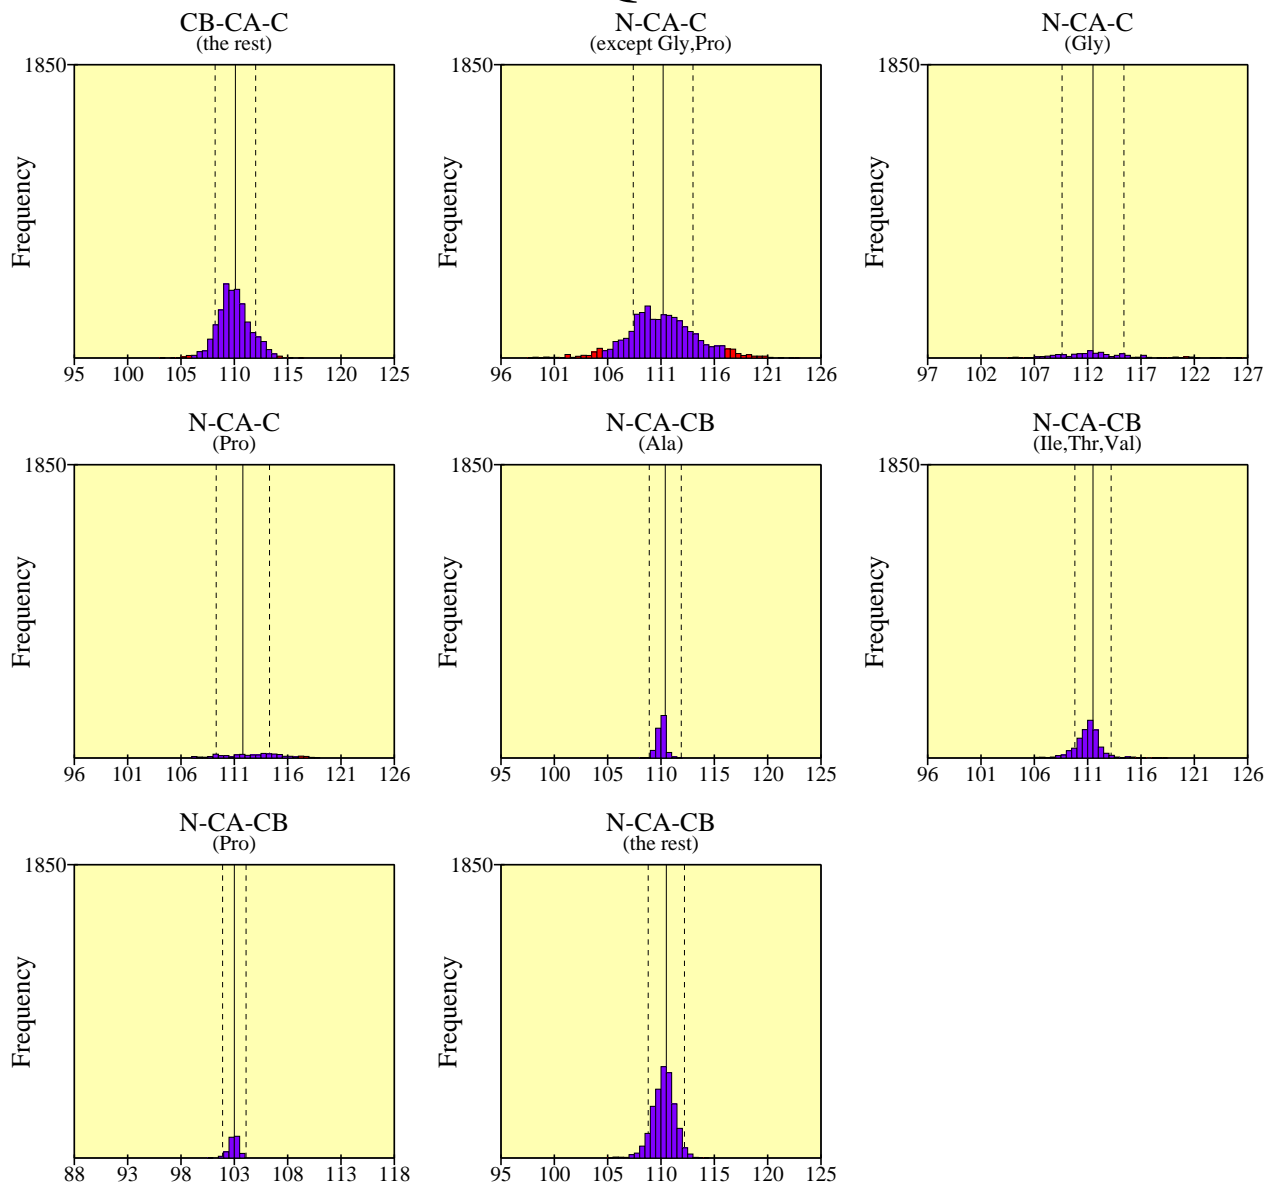 CB-CA-C
(the rest)
1850
Frequency
95 100 105 110 115 120 125
N-CA-C
(except Gly,Pro)
1850
Frequency
96 101 106 111 116 121 126
N-CA-C
(Gly)
1850
Frequency
97 102 107 112 117 122 127
N-CA-C
(Pro)
1850
Frequency
96 101 106 111 116 121 126
N-CA-CB
(Ala)
1850
Frequency
95 100 105 110 115 120 125
N-CA-CB
(Ile,Thr,Val)
1850
Frequency
96 101 106 111 116 121 126
N-CA-CB
(Pro)
1850
Frequency
88 93 98 103 108 113 118
N-CA-CB
(the rest)
1850
Frequency
95 100 105 110 115 120 125